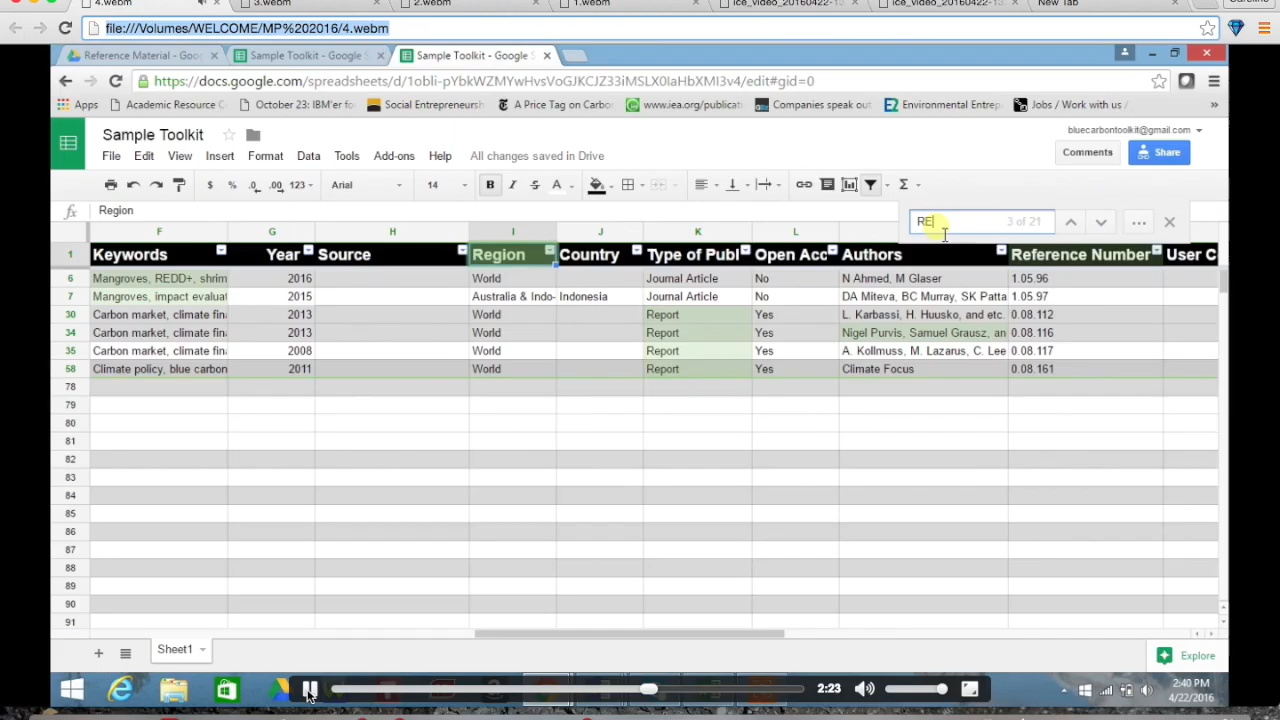 4.webm 3.webm 2.webm 1.webm ice_video_20160422-1 ice_video_20160422-13 New Tab
file:///Volumes/WELCOME/MP%202016/4.webm
Reference Material - Goog Sample Toolkit - Google S Sample Toolkit - Google S
https://docs.google.com/spreadsheets/d/1obli-pYbkWZMYwHvsVoGJKCJZ33iMSLX0IaHbXMI3v4/edit#gid=0
Apps Academic Resource C October 23: IBM'er fo Social Entrepreneursh A Price Tag on Carbo www.iea.org/publicat Companies speak out Environmental Entrep Jobs / Work with us / »
Sample Toolkit
bluecarbontoolkit@gmail.com
File Edit View Insert Format Data Tools Add-ons Help All changes saved in Drive
Comments Share
$ % .0 .00 123 Arial 14 B I S A Σ
fx Region
RE 3 of 21
F G H I J K L M N
1 Keywords Year Source Region Country Type of Publ Open Acc Authors Reference Number User C
6 Mangroves, REDD+, shrim 2016 World Journal Article No N Ahmed, M Glaser 1.05.96
7 Mangroves, impact evaluat 2015 Australia & Indo- Indonesia Journal Article No DA Miteva, BC Murray, SK Patta 1.05.97
30 Carbon market, climate fin 2013 World Report Yes L. Karbassi, H. Huusko, and etc. 0.08.112
34 Carbon market, climate fin 2013 World Report Yes Nigel Purvis, Samuel Grausz, an 0.08.116
35 Carbon market, climate fin 2008 World Report Yes A. Kollmuss, M. Lazarus, C. Lee 0.08.117
58 Climate policy, blue carbon 2011 World Report Yes Climate Focus 0.08.161
78
79
80
81
82
83
84
85
86
87
88
89
90
91
Sheet1
Explore
2:23
2:40 PM
4/22/2016